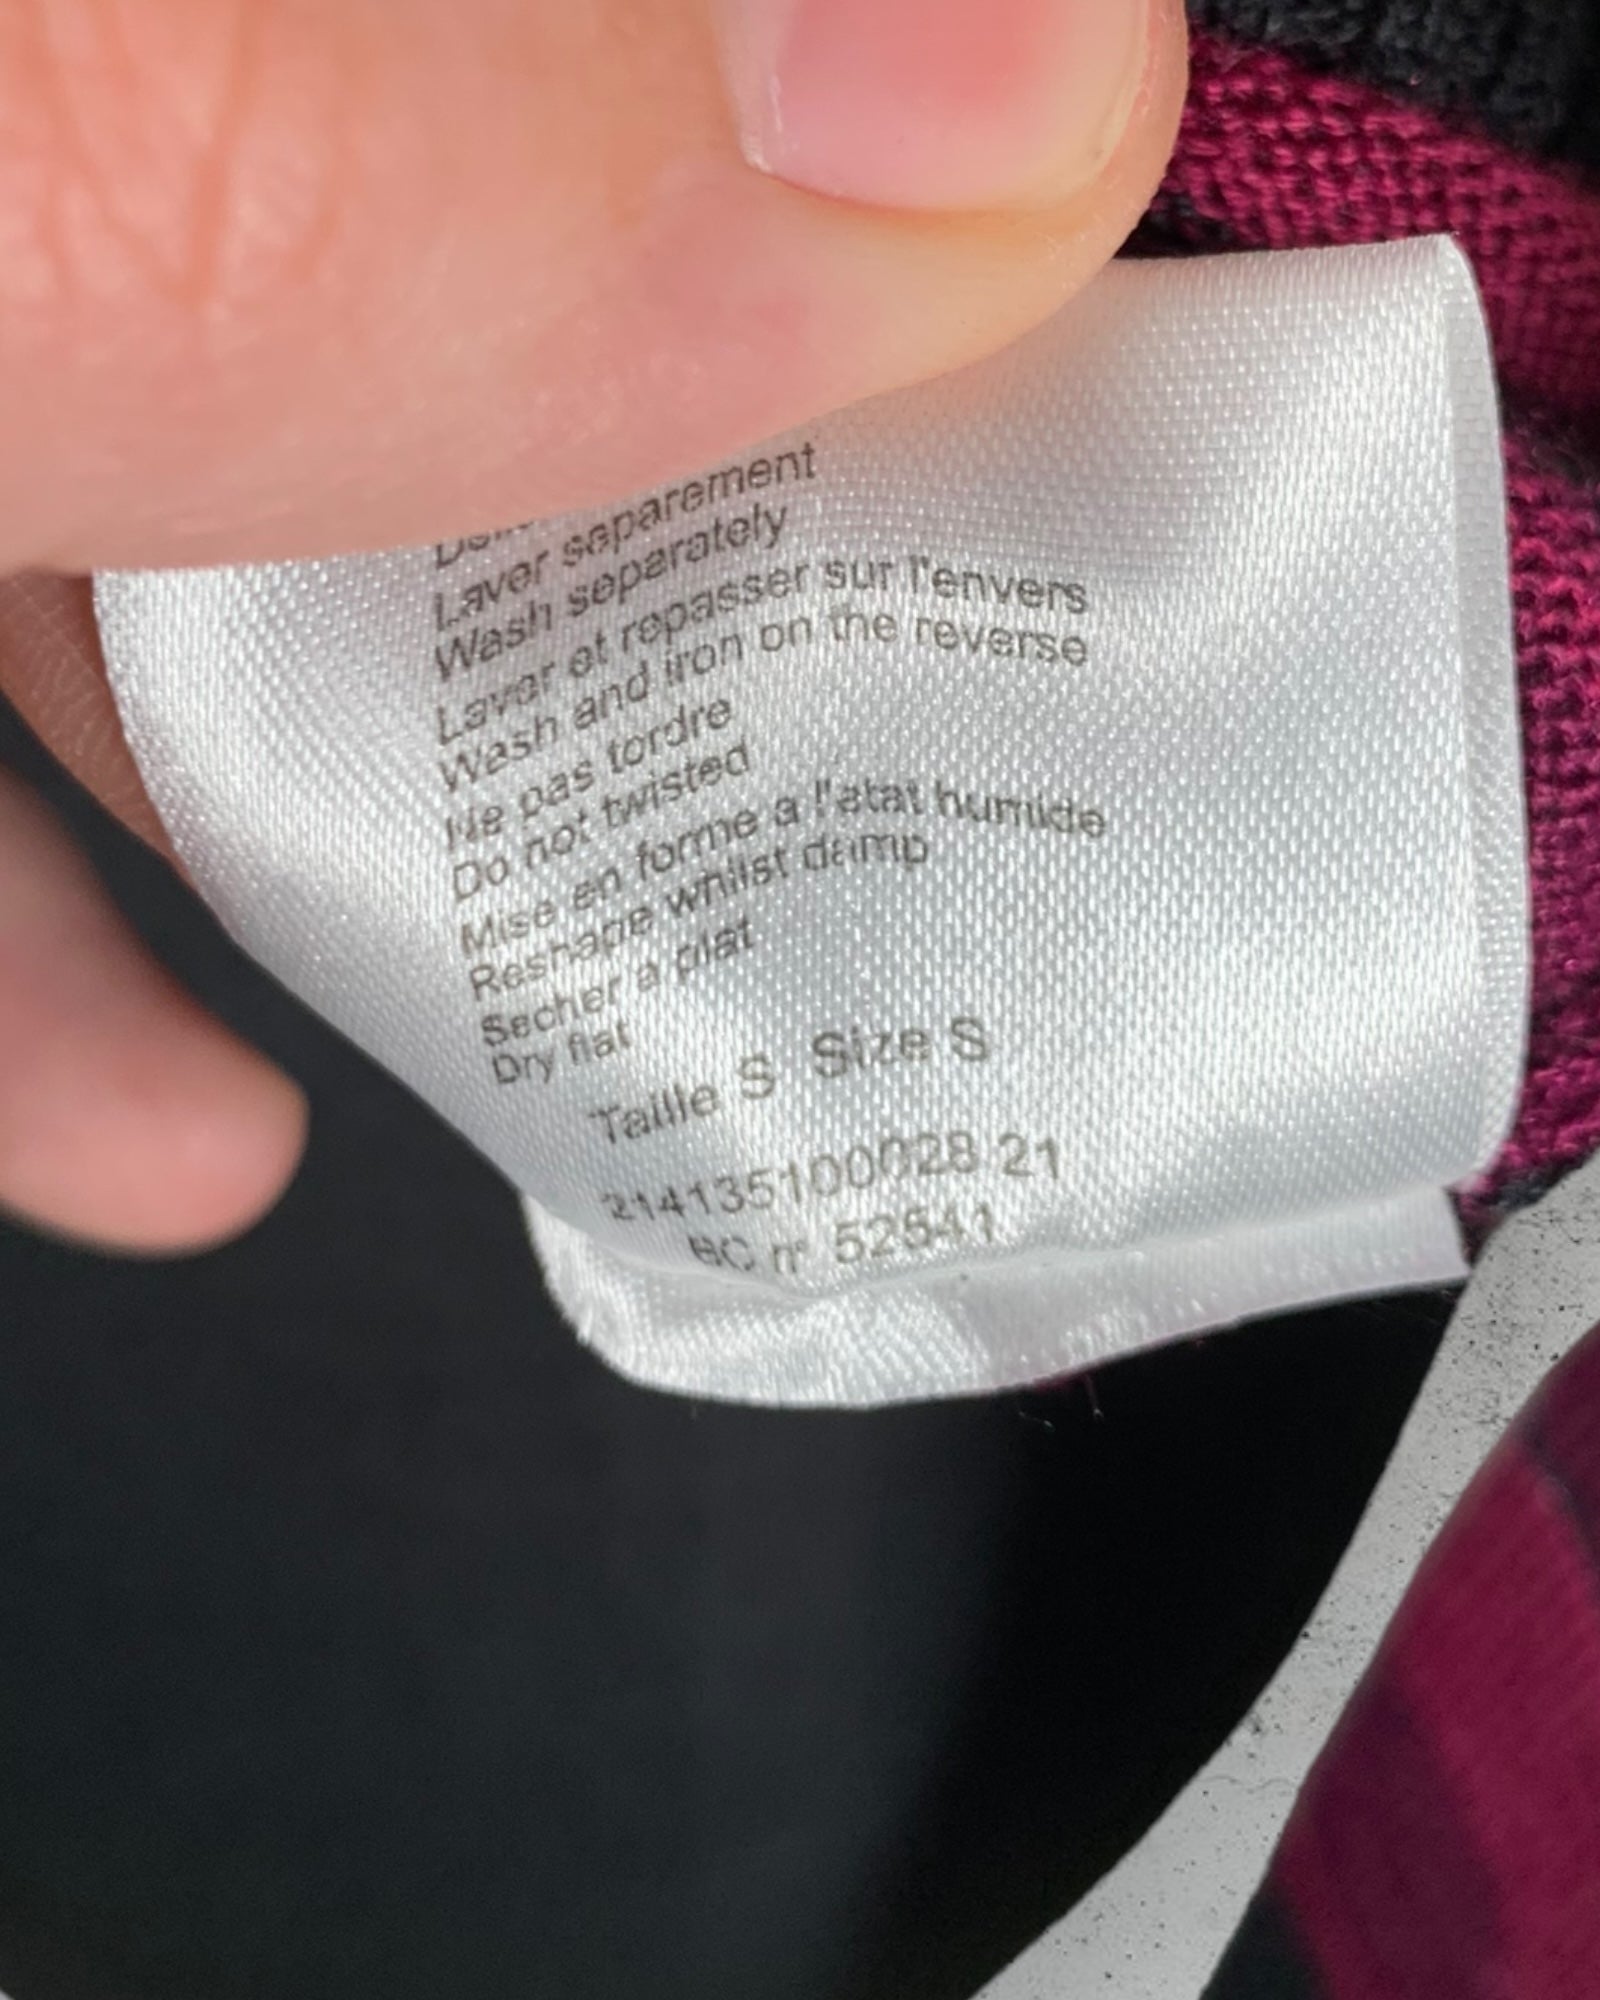 Laver separement
Wash separately
Laver et repasser sur l'envers
Wash and iron on the reverse
Ne pas tordre
Do not twisted
Mise en forme a l'etat humide
Reshape whilst damp
Secher a plat
Dry flat
Taille S Size S
214135100028 21
BC n° 52541